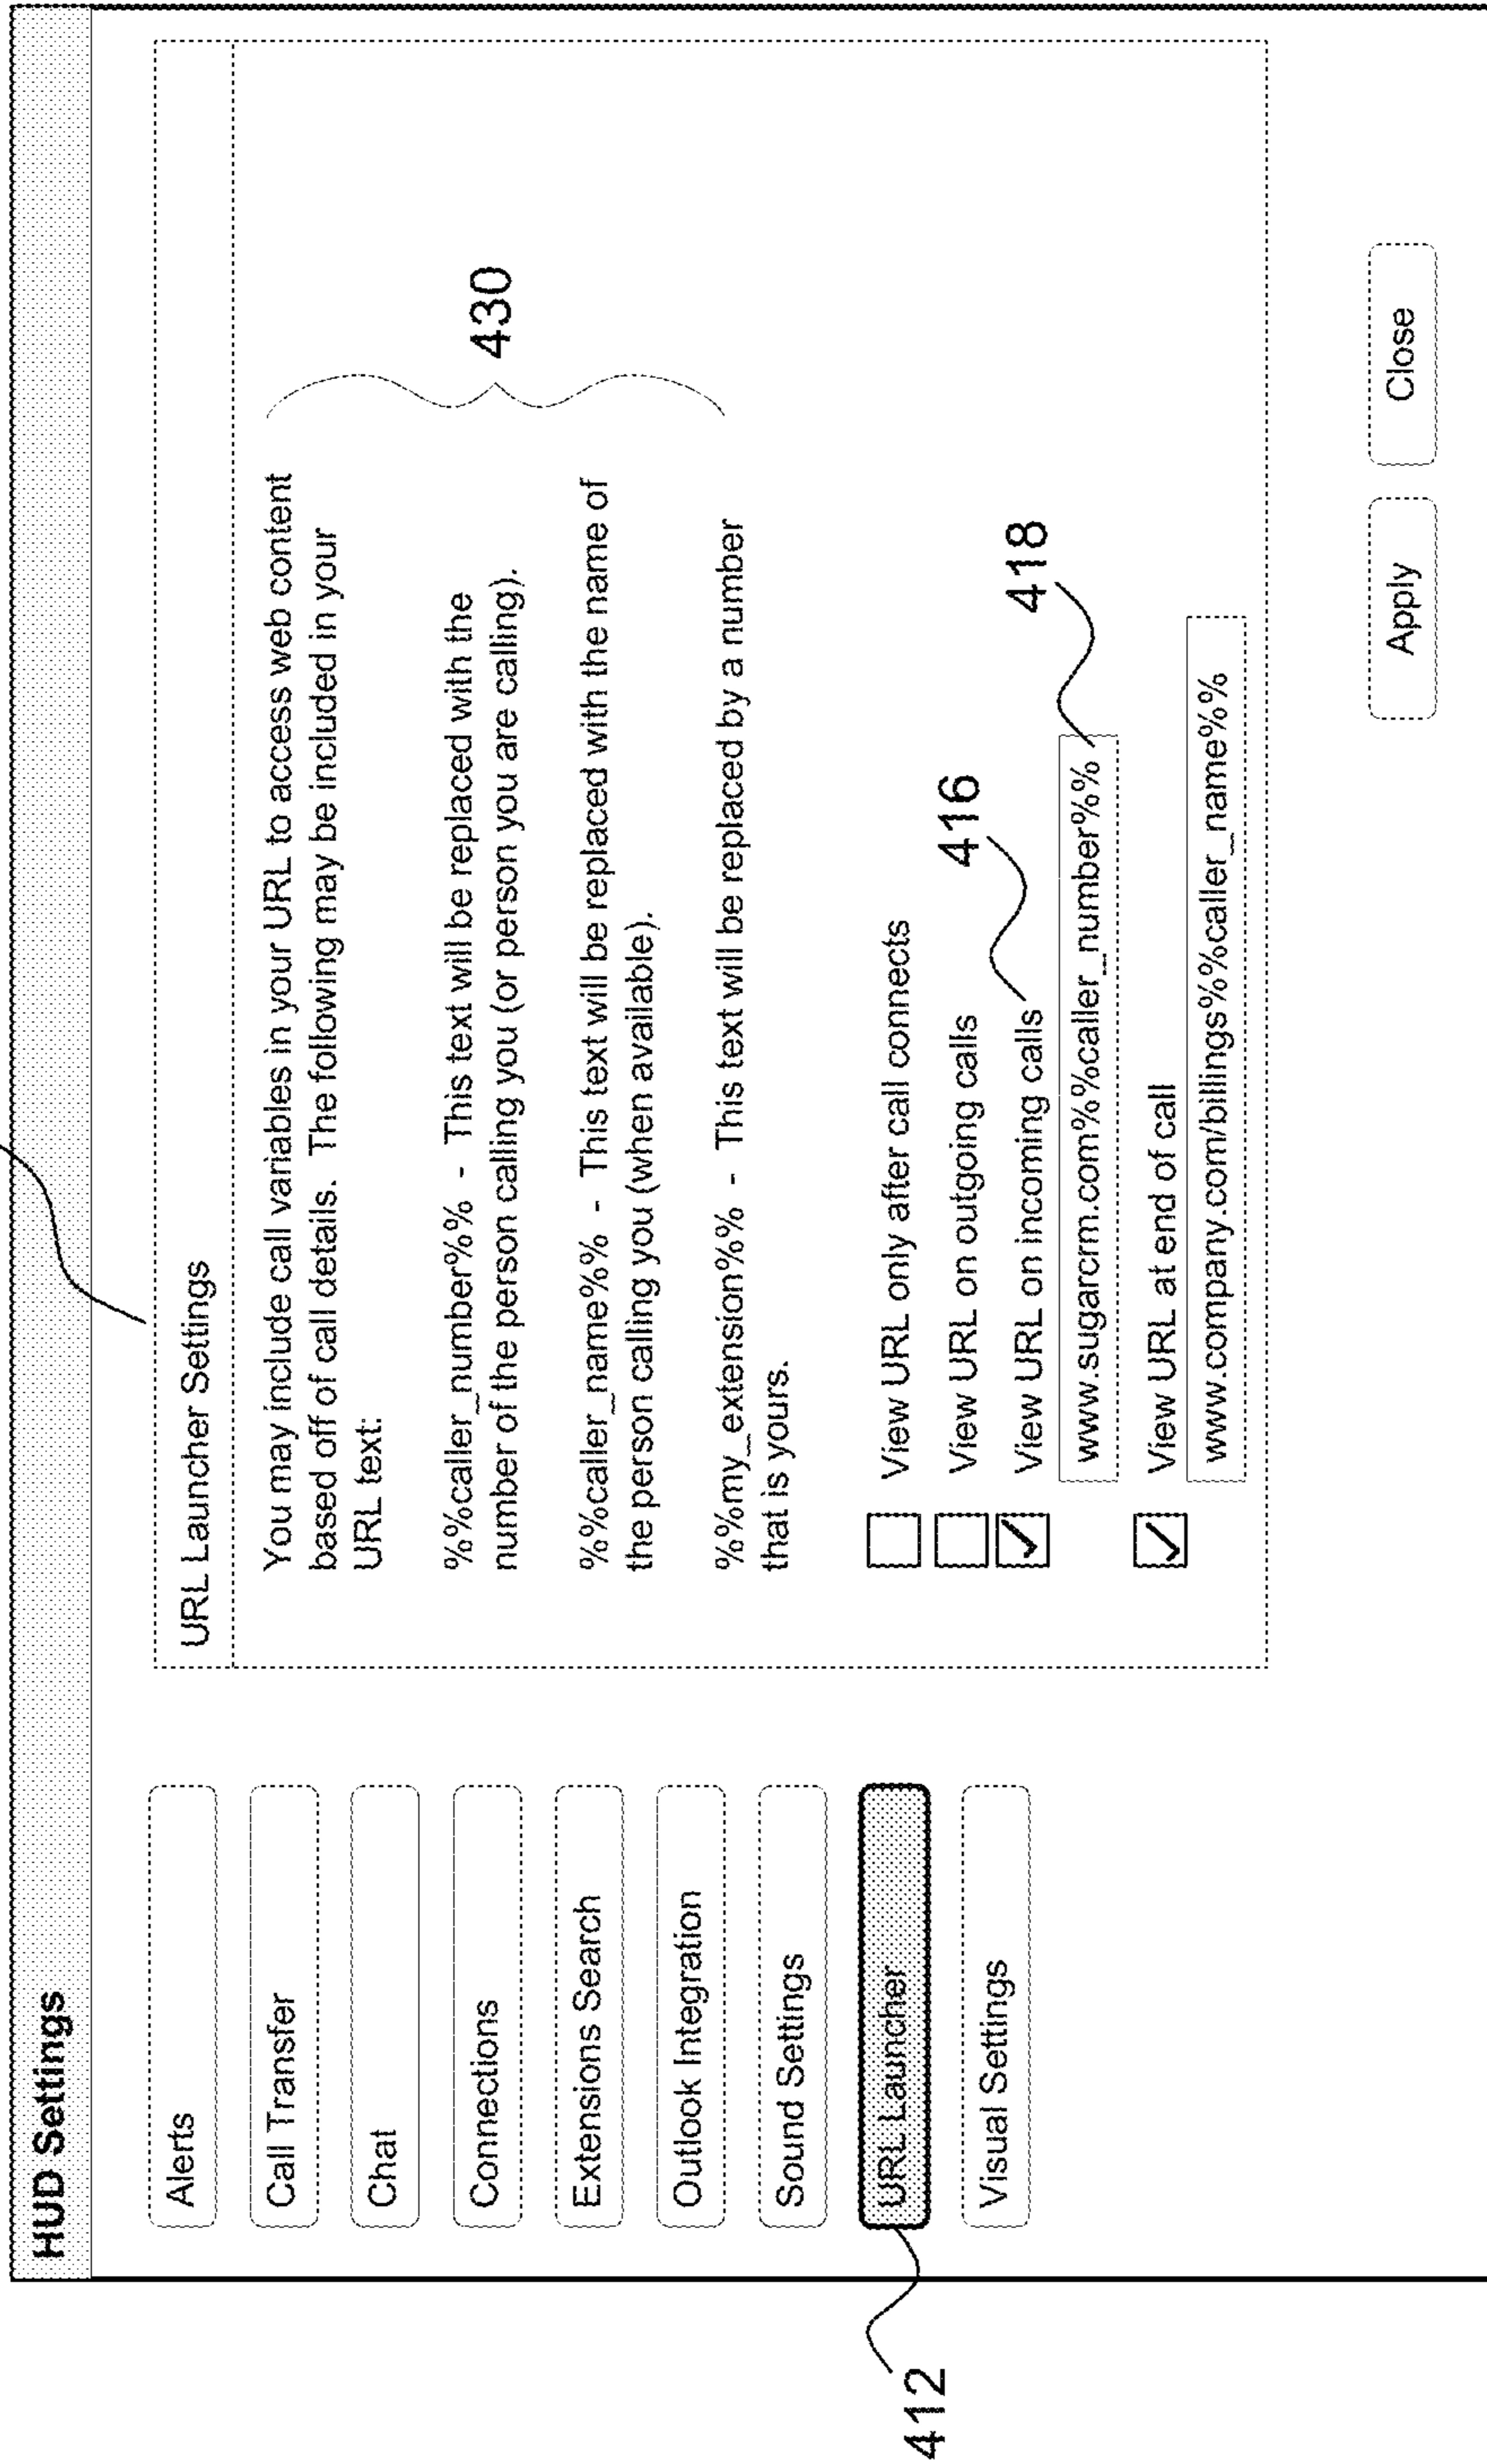 HUD Settings
Alerts
Call Transfer
Chat
Connections
Extensions Search
Outlook Integration
Sound Settings
URL Launcher
Visual Settings
412
URL Launcher Settings
You may include call variables in your URL to access web content
based off of call details. The following may be included in your
URL text:
%%caller_number%% - This text will be replaced with the
number of the person calling you (or person you are calling).
%%caller_name%% - This text will be replaced with the name of
the person calling you (when available).
%%my_extension%% - This text will be replaced by a number
that is yours.
430
View URL only after call connects
View URL on outgoing calls
View URL on incoming calls
416
www.sugarcrm.com%%caller_number%%
418
View URL at end of call
www.company.com/billings%%caller_name%%
Apply
Close